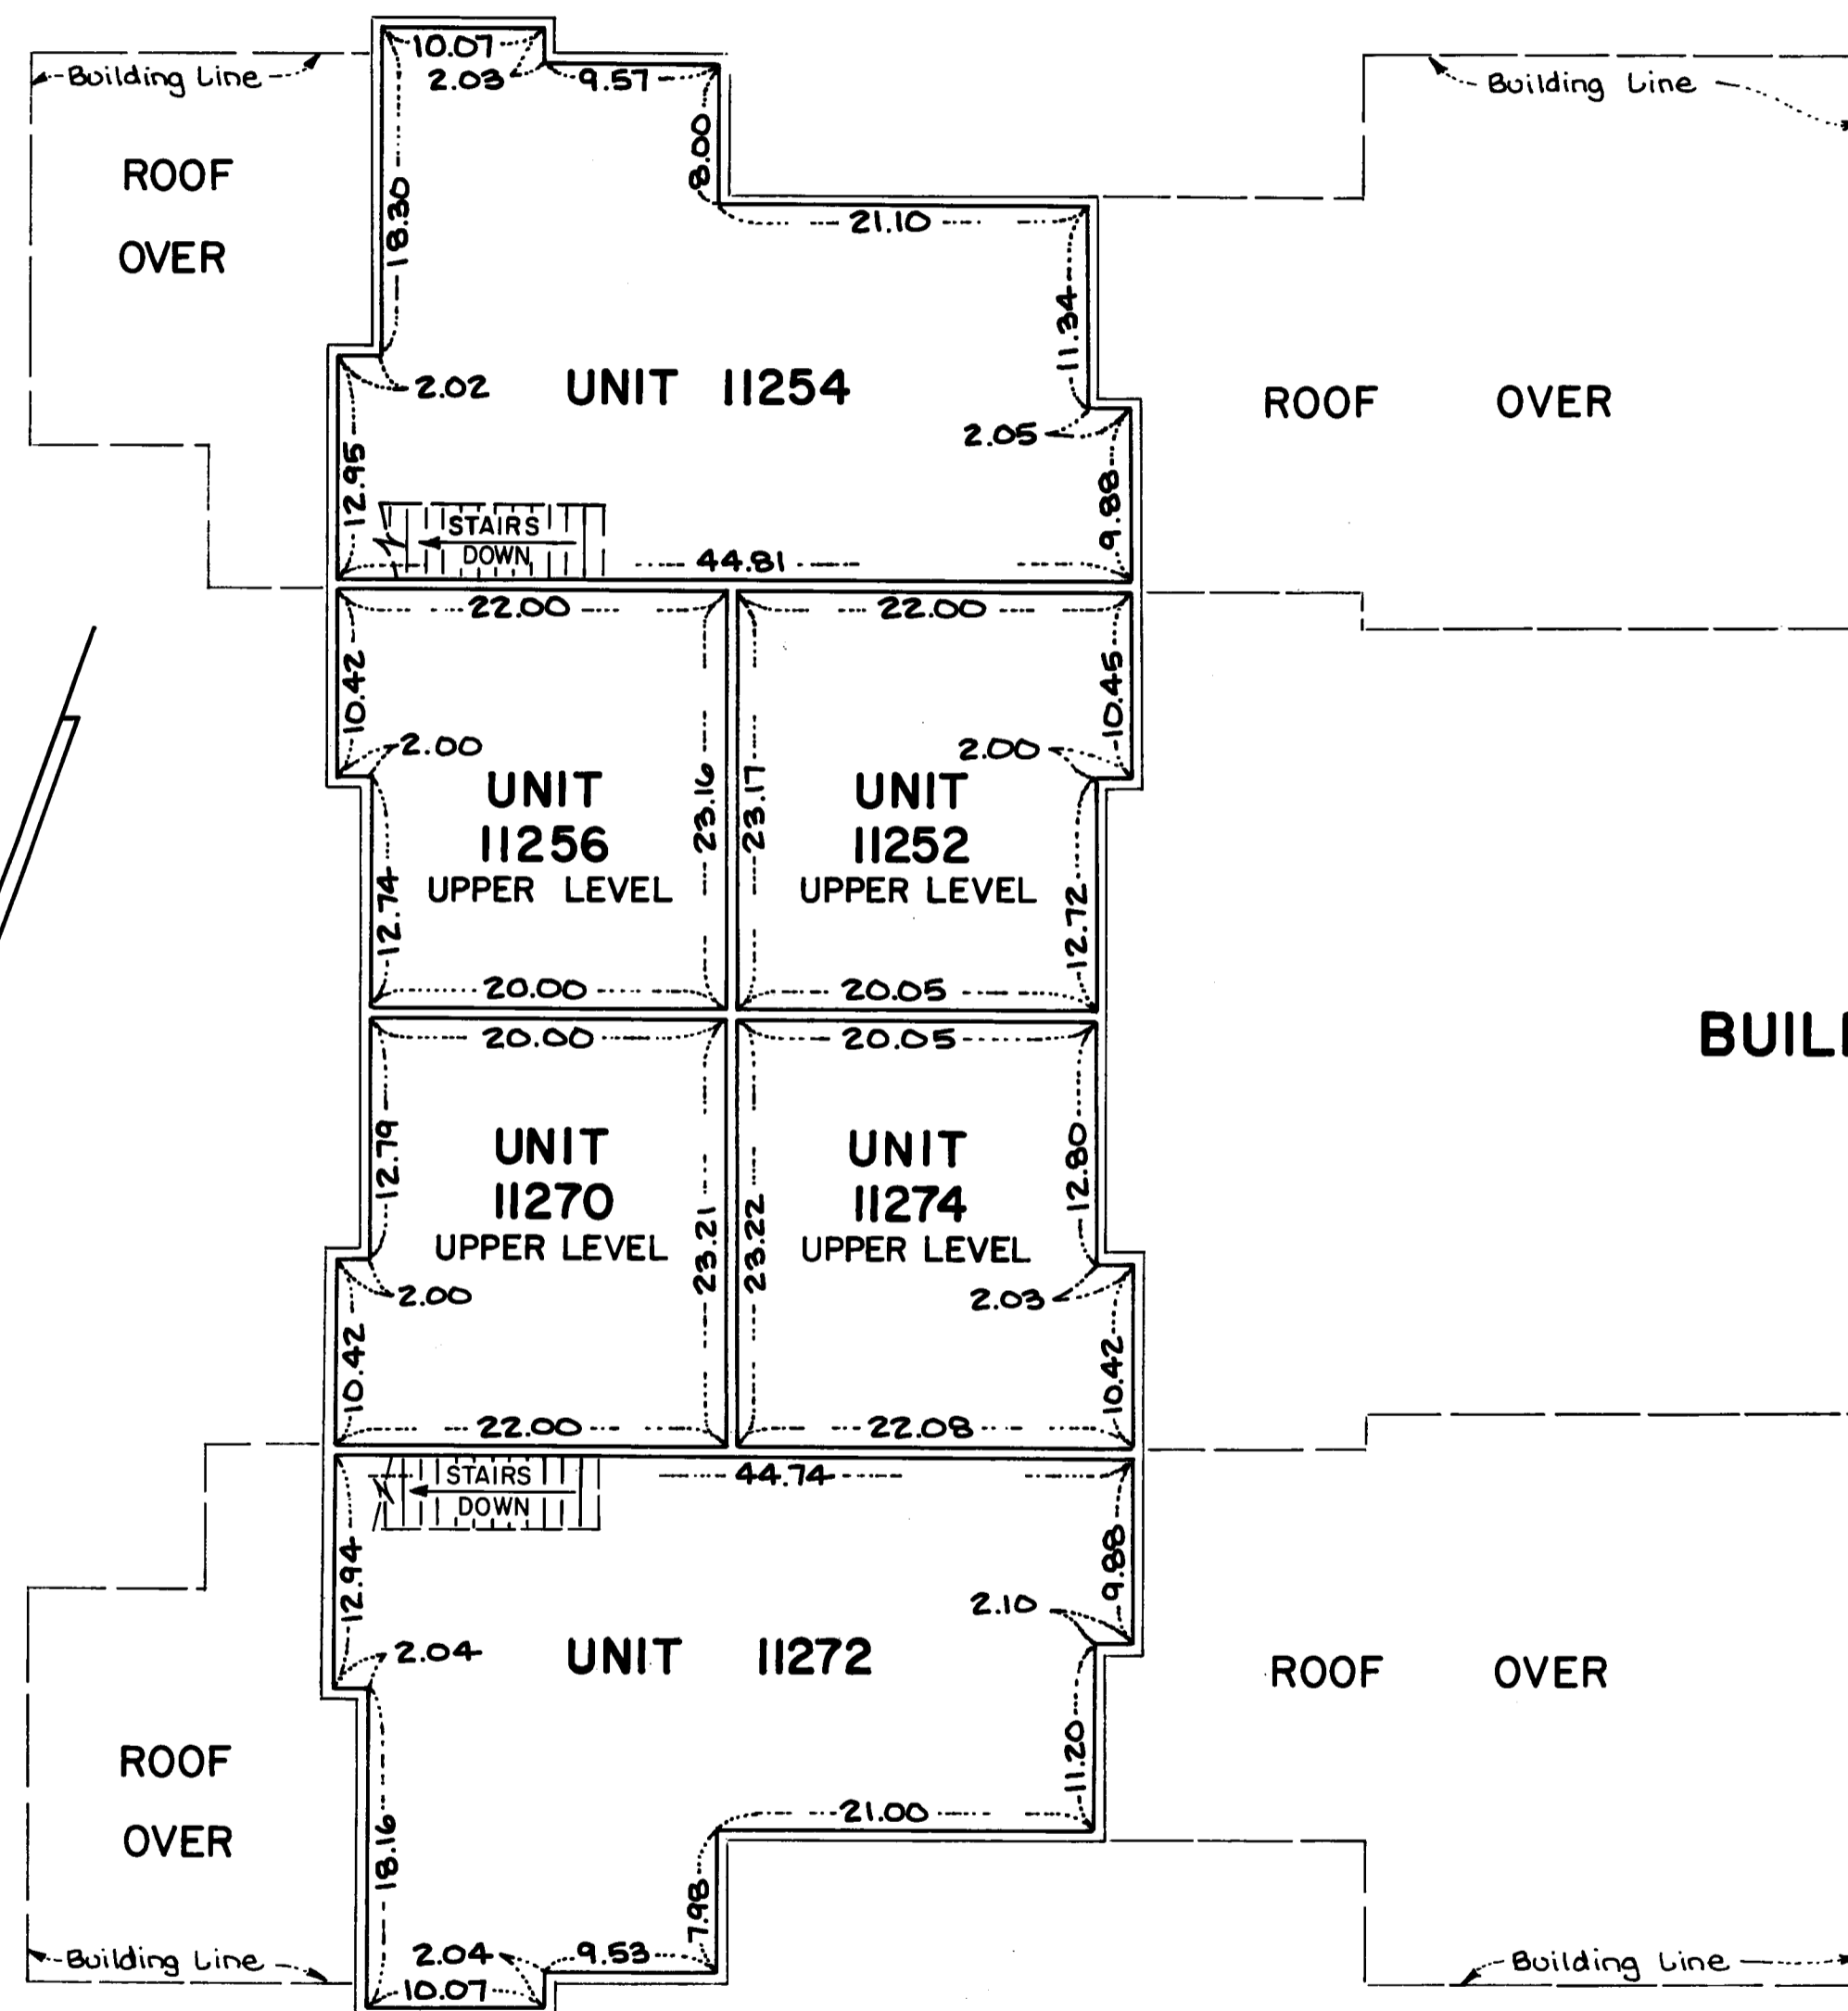 10.07
2.03
9.57
Building Line
Building Line
8.00
ROOF
OVER
18.30
21.10
11.34
2.02
UNIT 11254
ROOF OVER
2.05
12.95
9.88
STAIRS
DOWN
44.81
22.00
22.00
10.42
10.45
2.00
2.00
UNIT
11256
UPPER LEVEL
23.16
23.17
UNIT
11252
UPPER LEVEL
12.74
12.72
20.00
20.05
20.00
20.05
BUIL
12.79
UNIT
11270
UPPER LEVEL
23.21
23.22
UNIT
11274
UPPER LEVEL
12.80
2.00
2.03
10.42
10.42
22.00
22.08
STAIRS
DOWN
44.74
12.94
9.88
2.10
2.04
UNIT 11272
ROOF OVER
11.20
ROOF
OVER
21.00
18.16
7.98
2.04
9.53
Building Line
Building Line
10.07